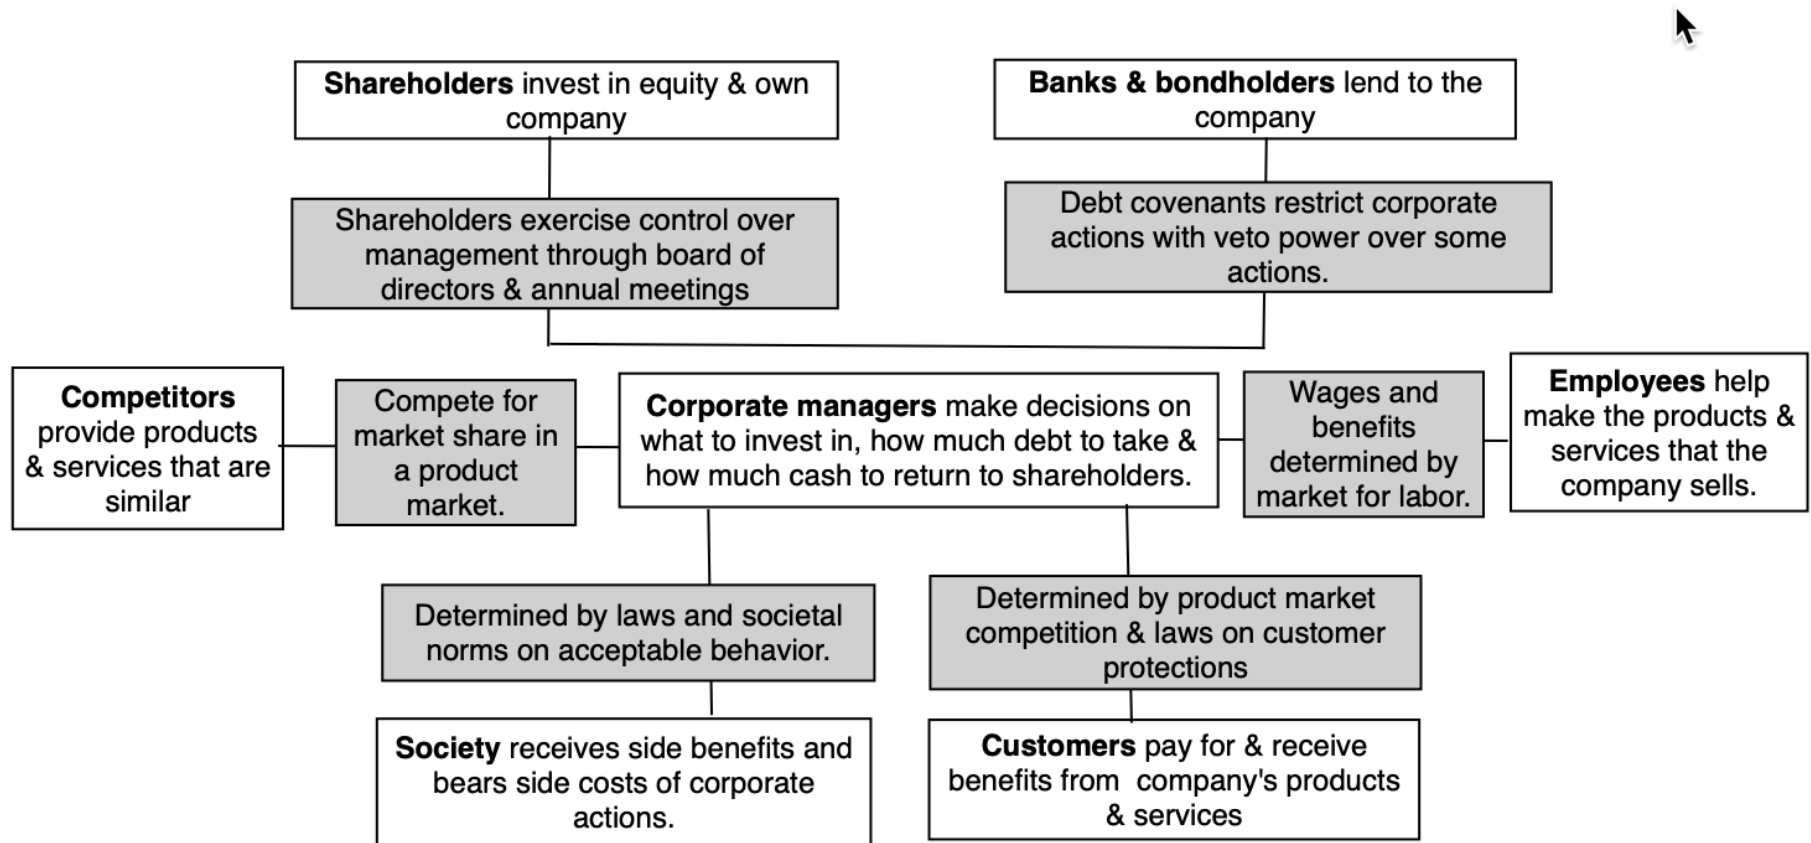 Shareholders invest in equity & own
company
Banks & bondholders lend to the
company
Shareholders exercise control over
management through board of
directors & annual meetings
Debt covenants restrict corporate
actions with veto power over some
actions.
Competitors
provide products
& services that are
similar
Compete for
market share in
a product
market.
Corporate managers make decisions on
what to invest in, how much debt to take &
how much cash to return to shareholders.
Wages and
benefits
determined by
market for labor.
Employees help
make the products &
services that the
company sells.
Determined by laws and societal
norms on acceptable behavior.
Determined by product market
competition & laws on customer
protections
Society receives side benefits and
bears side costs of corporate
actions.
Customers pay for & receive
benefits from  company's products
& services